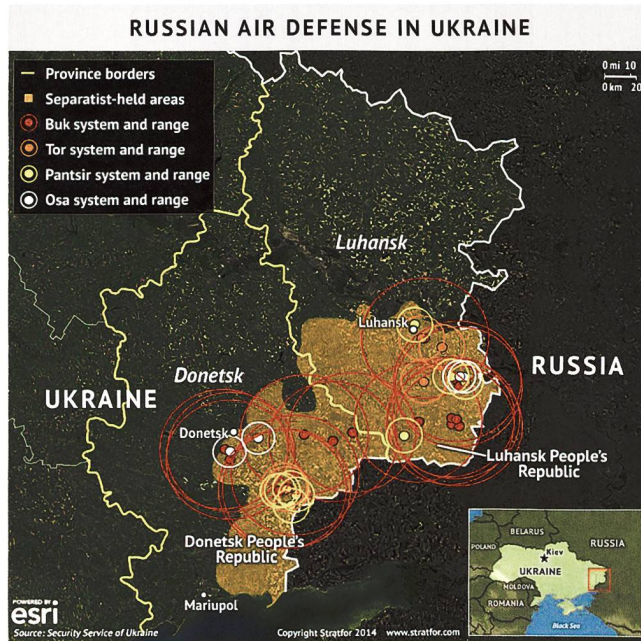 RUSSIAN AIR DEFENSE IN UKRAINE
Province borders
Separatist-held areas
Buk system and range
Tor system and range
Pantsir system and range
Osa system and range
0 mi 10
0 km 20
Luhansk
Luhansk
RUSSIA
Donetsk
UKRAINE
Donetsk
Luhansk People's
Republic
Donetsk People's
Republic
Mariupol
BELARUS
POLAND
Kiev
RUSSIA
UKRAINE
MOLDOVA
ROMANIA
Black Sea
POWERED BY
esri
Source: Security Service of Ukraine
Copyright Stratfor 2014 www.stratfor.com